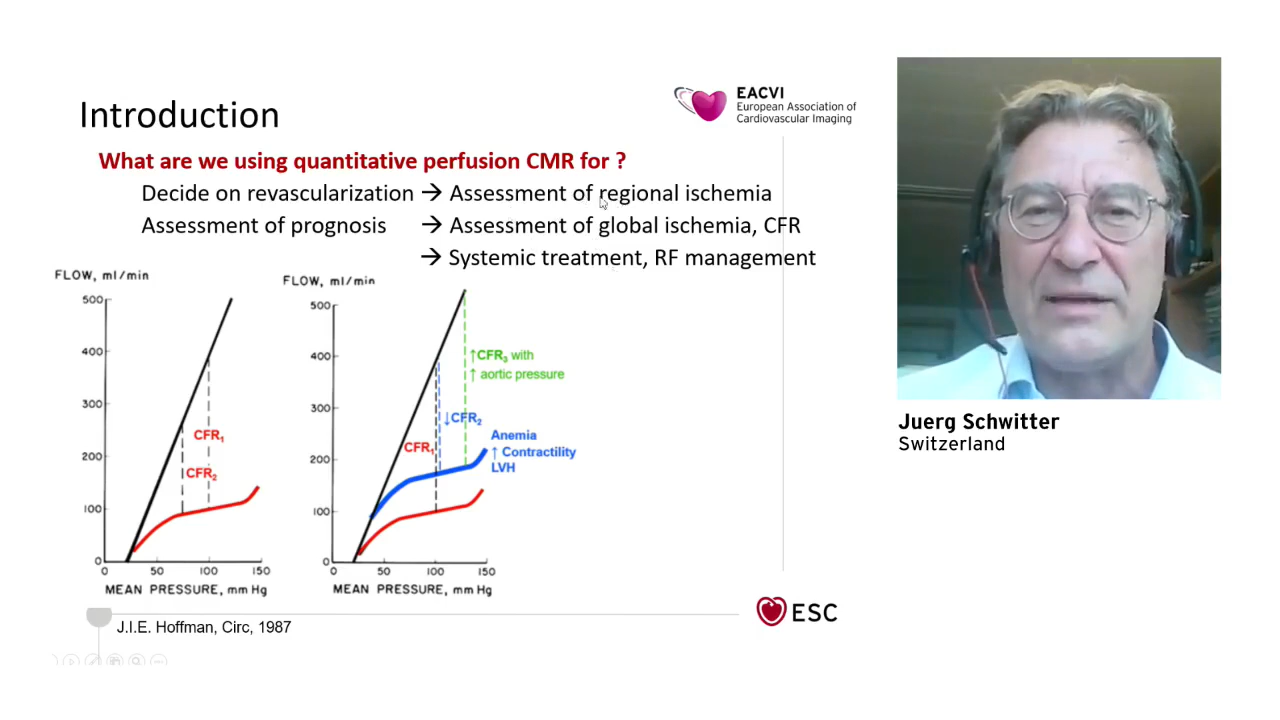 Introduction
EACVI
European Association of
Cardiovascular Imaging
What are we using quantitative perfusion CMR for ?
Decide on revascularization → Assessment of regional ischemia
Assessment of prognosis → Assessment of global ischemia, CFR
→ Systemic treatment, RF management
FLOW, ml/min
500
400
300
200
100
0
CFR₁
CFR₂
0 50 100 150
MEAN PRESSURE, mm Hg
FLOW, ml/min
500
400
300
200
100
0
↑CFR₃ with
↑ aortic pressure
↓CFR₂
CFR₁
Anemia
↑ Contractility
LVH
0 50 100 150
MEAN PRESSURE, mm Hg
J.I.E. Hoffman, Circ, 1987
ESC
Juerg Schwitter
Switzerland